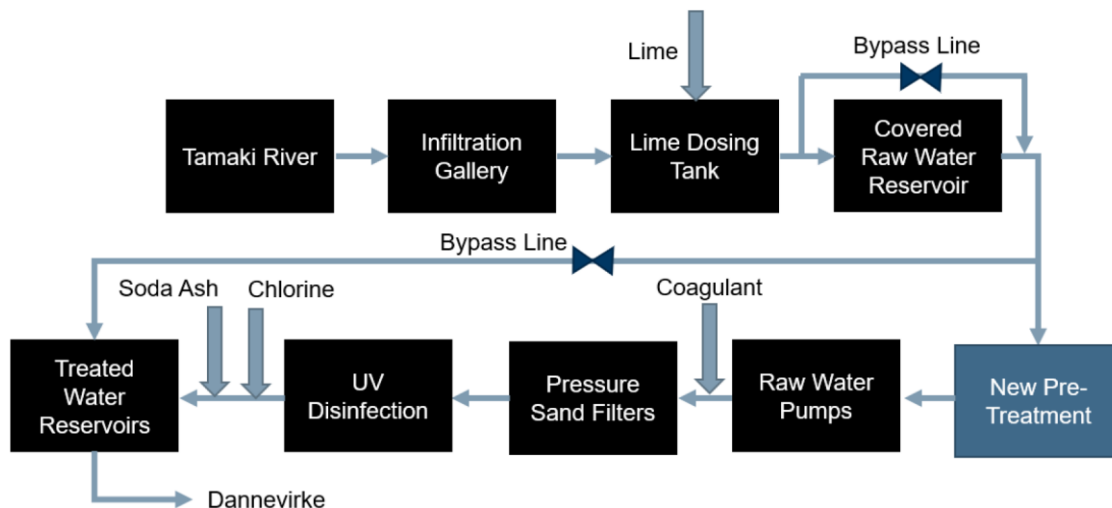 Lime
Bypass Line
Tamaki River
Infiltration
Gallery
Lime Dosing
Tank
Covered
Raw Water
Reservoir
Bypass Line
Soda Ash
Chlorine
Coagulant
Treated
Water
Reservoirs
UV
Disinfection
Pressure
Sand Filters
Raw Water
Pumps
New Pre-
Treatment
Dannevirke